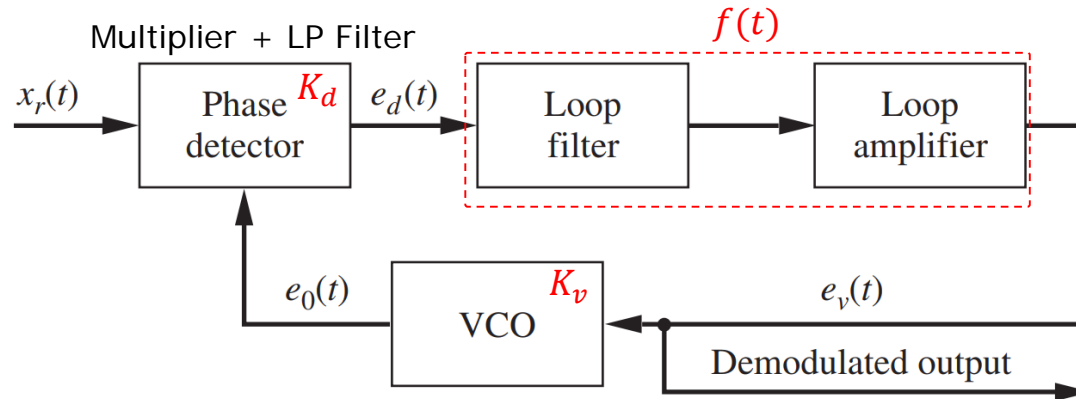 f(t)
Multiplier + LP Filter
x_r(t)
Phase
detector
K_d
e_d(t)
Loop
filter
Loop
amplifier
e_0(t)
VCO
K_v
e_v(t)
Demodulated output